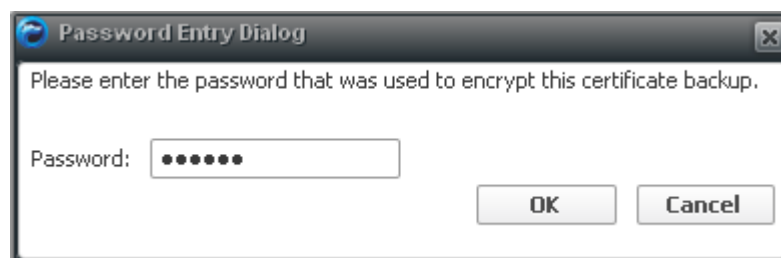 Password Entry Dialog
Please enter the password that was used to encrypt this certificate backup.
Password: ••••••
OK Cancel